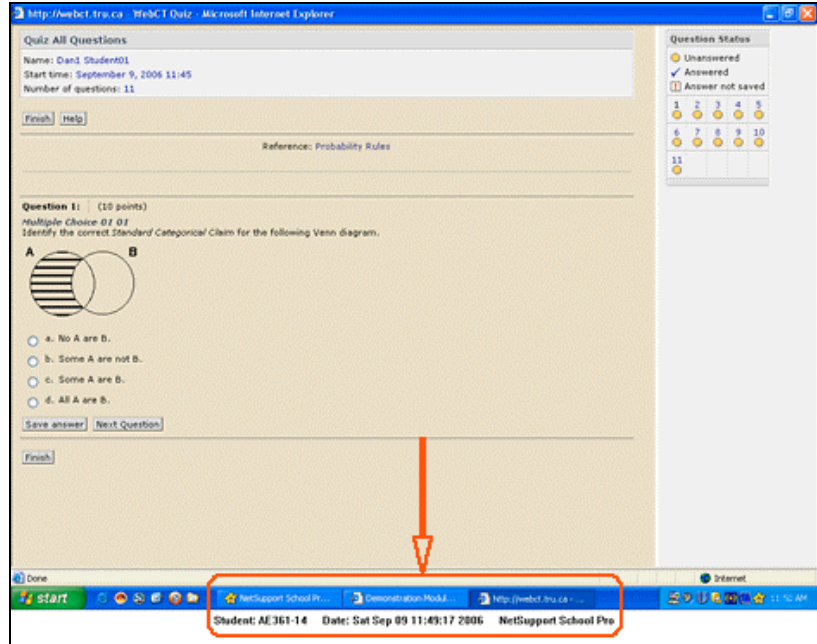 http://webct.tru.ca - WebCT Quiz - Microsoft Internet Explorer
Quiz All Questions
Name: Dan1 Student01
Start time: September 9, 2006 11:45
Number of questions: 11
Finish Help
Reference: Probability Rules
Question 1: (10 points)
Multiple Choice 01 01
Identify the correct Standard Categorical Claim for the following Venn diagram.
A B
a. No A are B.
b. Some A are not B.
c. Some A are B.
d. All A are B.
Save answer Next Question
Finish
Question Status
Unanswered
Answered
Answer not saved
1 2 3 4 5
6 7 8 9 10
11
Done Internet
start NetSupport School Pr... Demonstration Modul... http://webct.tru.ca - ... 11:50 AM
Student: AE361-14 Date: Sat Sep 09 11:49:17 2006 NetSupport School Pro